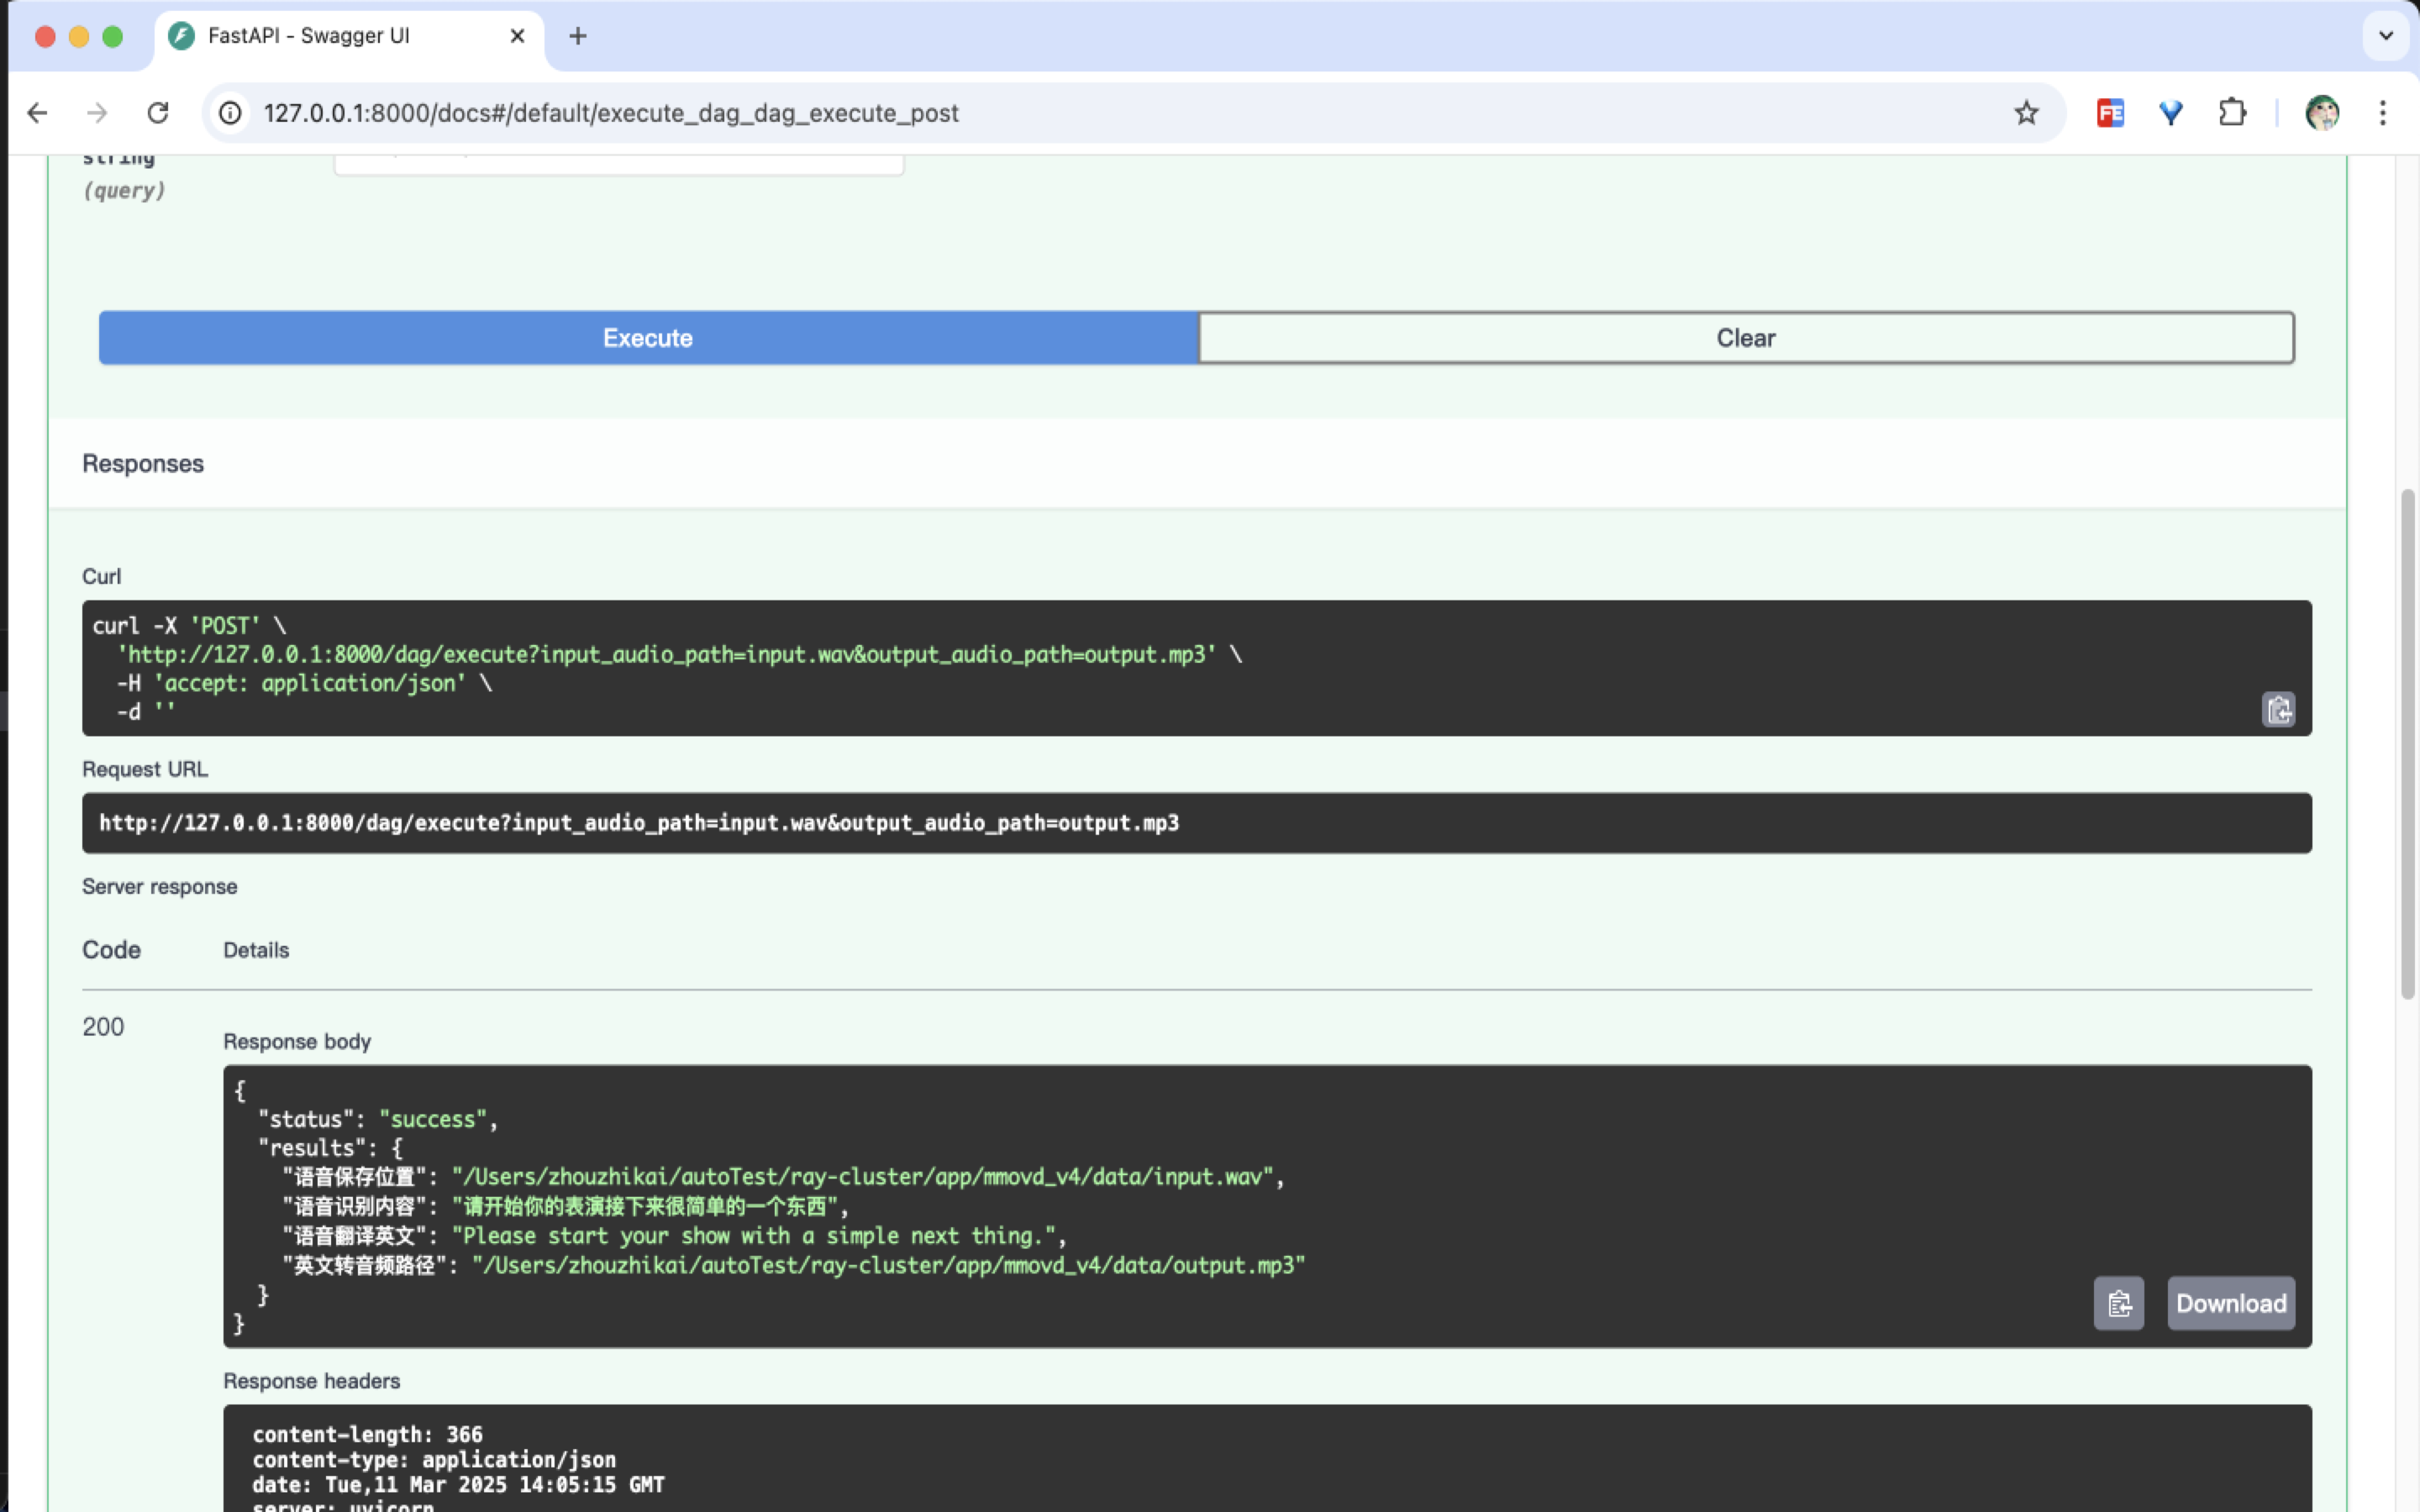 FastAPI - Swagger UI
127.0.0.1:8000/docs#/default/execute_dag_dag_execute_post
string
(query)
Execute
Clear
Responses
Curl
curl -X 'POST' \
'http://127.0.0.1:8000/dag/execute?input_audio_path=input.wav&output_audio_path=output.mp3' \
-H 'accept: application/json' \
-d ''
Request URL
http://127.0.0.1:8000/dag/execute?input_audio_path=input.wav&output_audio_path=output.mp3
Server response
Code
Details
200
Response body
{
"status": "success",
"results": {
"语音保存位置": "/Users/zhouzhikai/autoTest/ray-cluster/app/mmovd_v4/data/input.wav",
"语音识别内容": "请开始你的表演接下来很简单的一个东西",
"语音翻译英文": "Please start your show with a simple next thing.",
"英文转音频路径": "/Users/zhouzhikai/autoTest/ray-cluster/app/mmovd_v4/data/output.mp3"
}
}
Download
Response headers
content-length: 366
content-type: application/json
date: Tue,11 Mar 2025 14:05:15 GMT
server: uvicorn